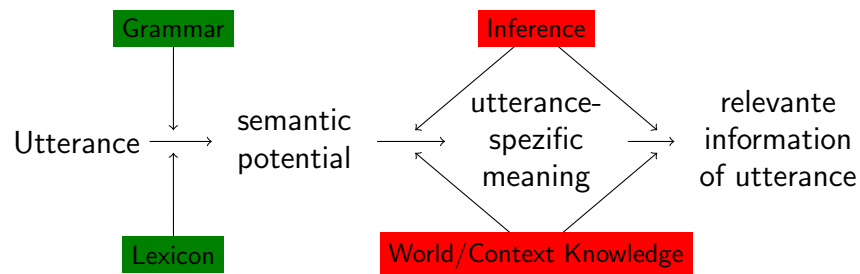 Grammar
Inference
Utterance
semantic
potential
utterance-
spezific
meaning
relevante
information
of utterance
Lexicon
World/Context Knowledge